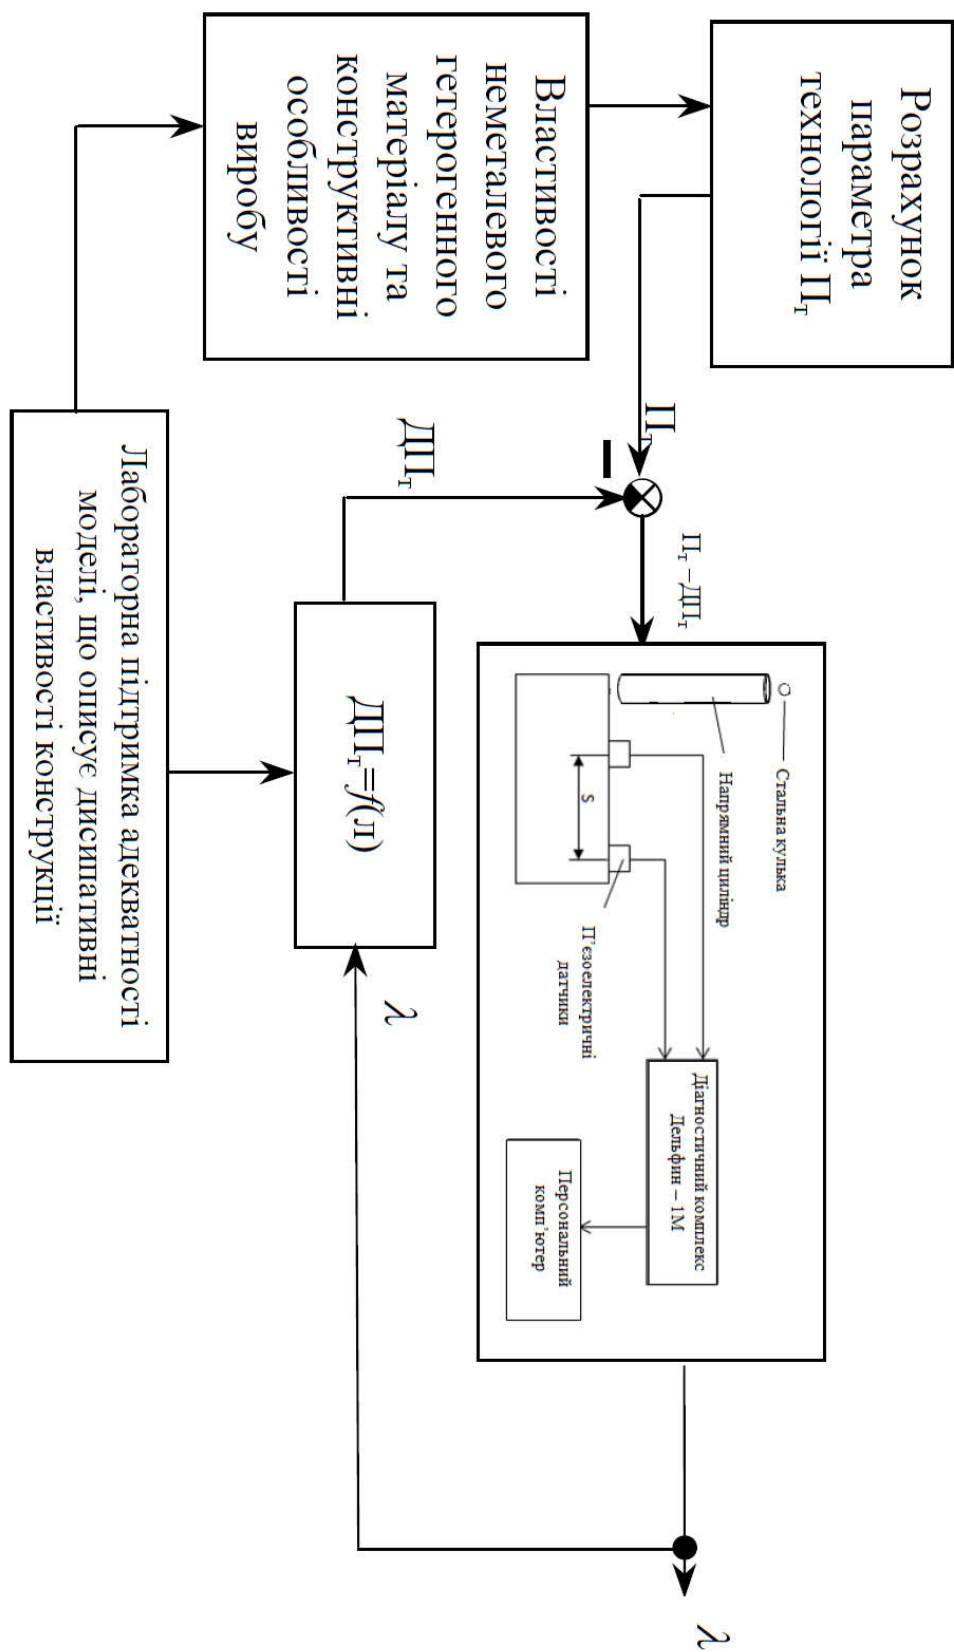 Розрахунок
параметра
технології Пт
Властивості
неметалевого
гетерогенного
матеріалу та
конструктивні
особливості
виробу
Пт
Пт –ДПт
ДПт
Стальна кулька
Напрямний циліндр
S
П'єзоелектричні
датчики
Діагностичний комплекс
Дельфин – 1М
Персональний
комп'ютер
λ
ДПт=f(л)
λ
Лабораторна підтримка адекватності
моделі, що описує дисипативні
властивості конструкції